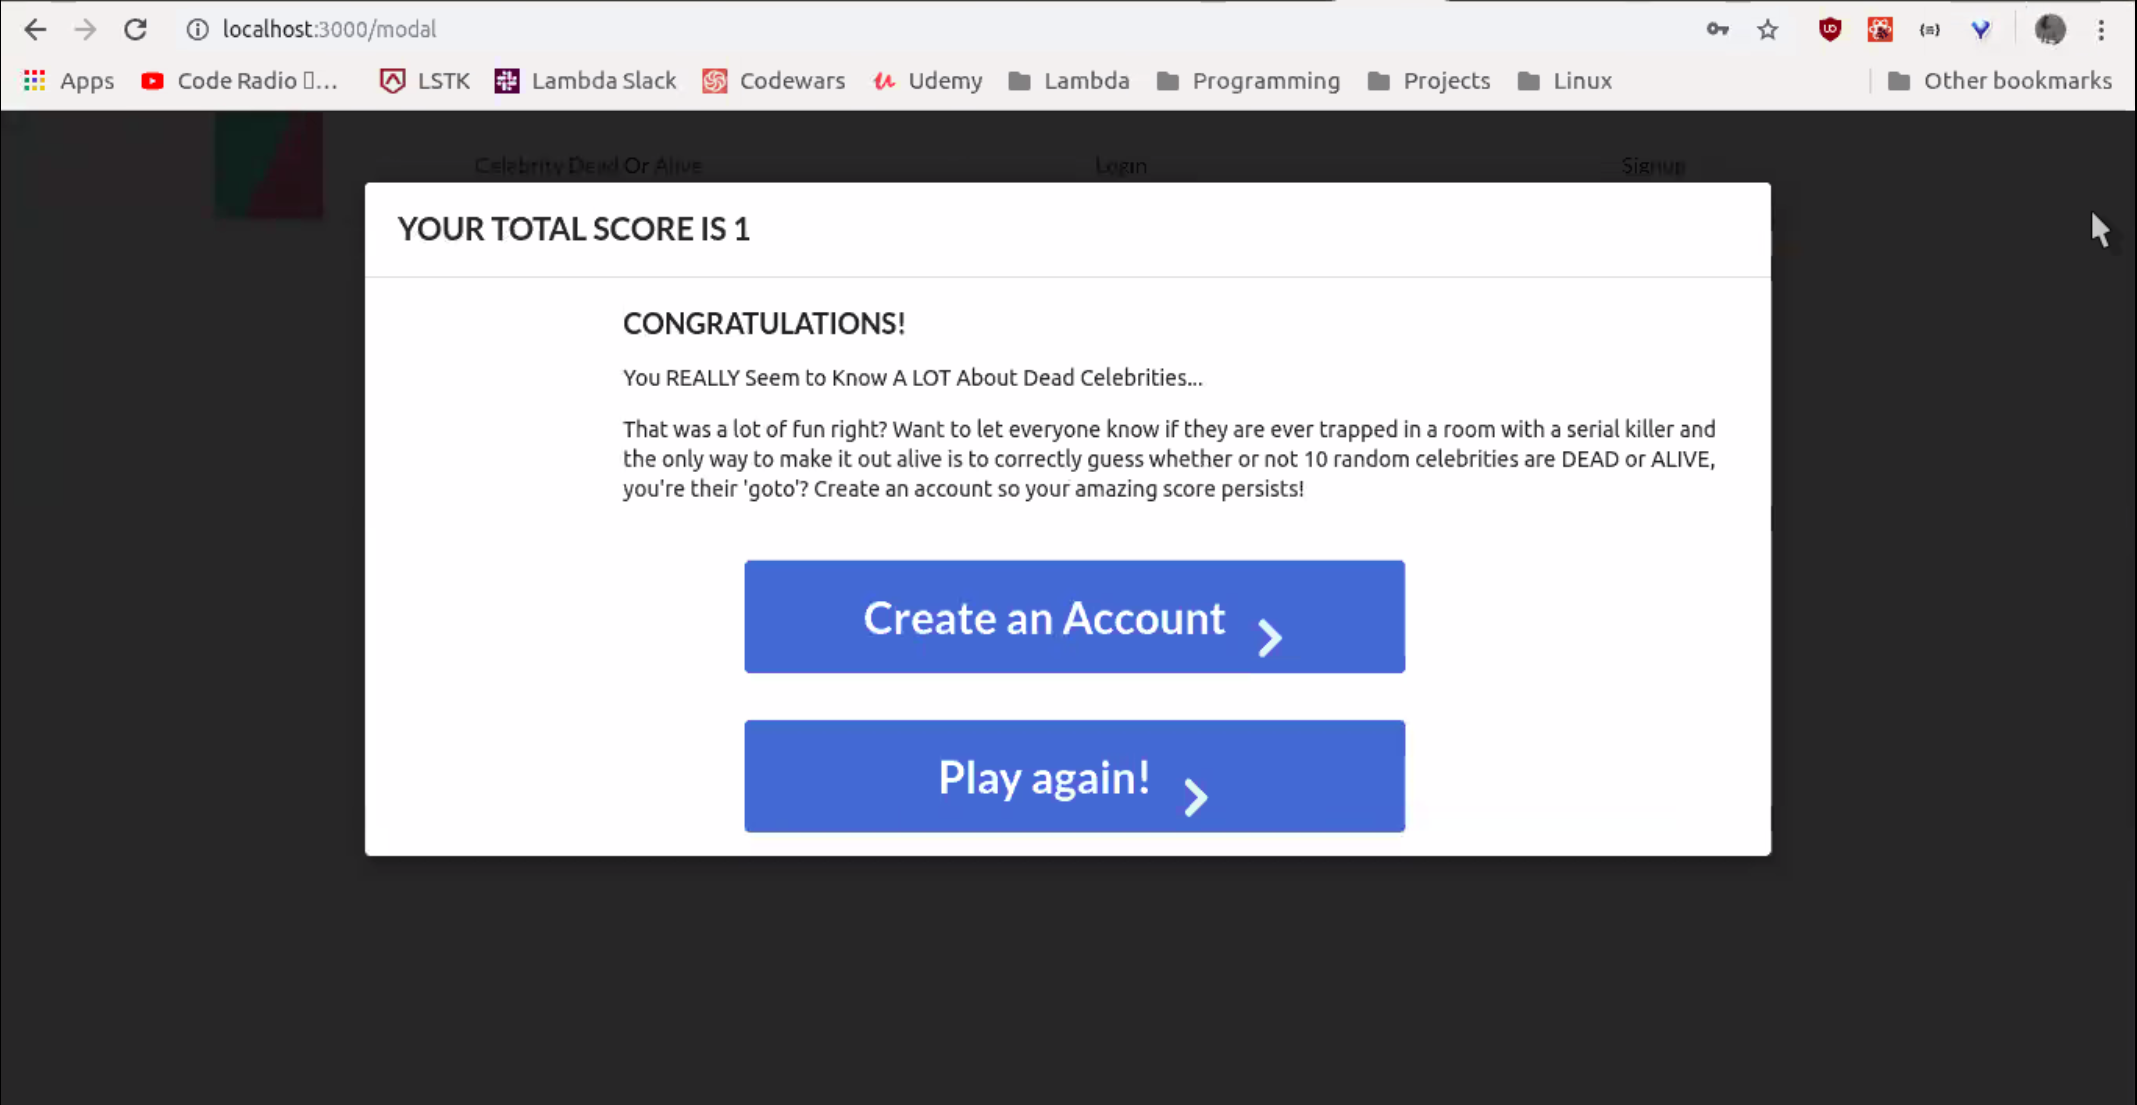 localhost:3000/modal
Apps Code Radio ... LSTK Lambda Slack Codewars Udemy Lambda Programming Projects Linux Other bookmarks
Celebrity Dead Or Alive Login Signup
YOUR TOTAL SCORE IS 1
CONGRATULATIONS!
You REALLY Seem to Know A LOT About Dead Celebrities...
That was a lot of fun right? Want to let everyone know if they are ever trapped in a room with a serial killer and
the only way to make it out alive is to correctly guess whether or not 10 random celebrities are DEAD or ALIVE,
you're their 'goto'? Create an account so your amazing score persists!
Create an Account
Play again!